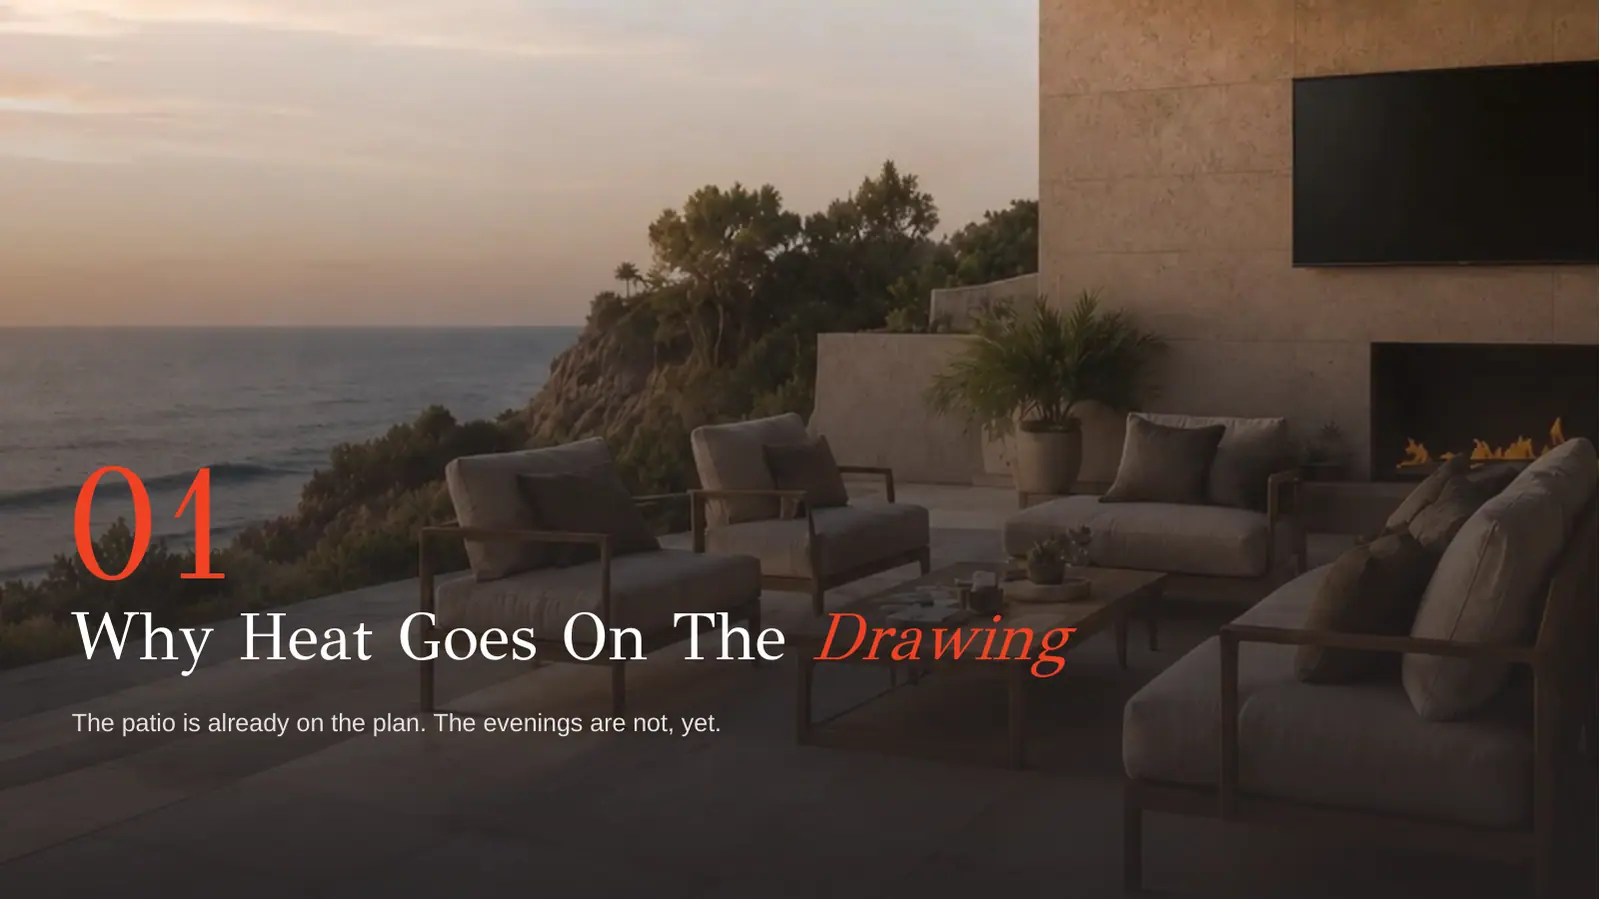 01
Why Heat Goes On The Drawing
The patio is already on the plan. The evenings are not, yet.